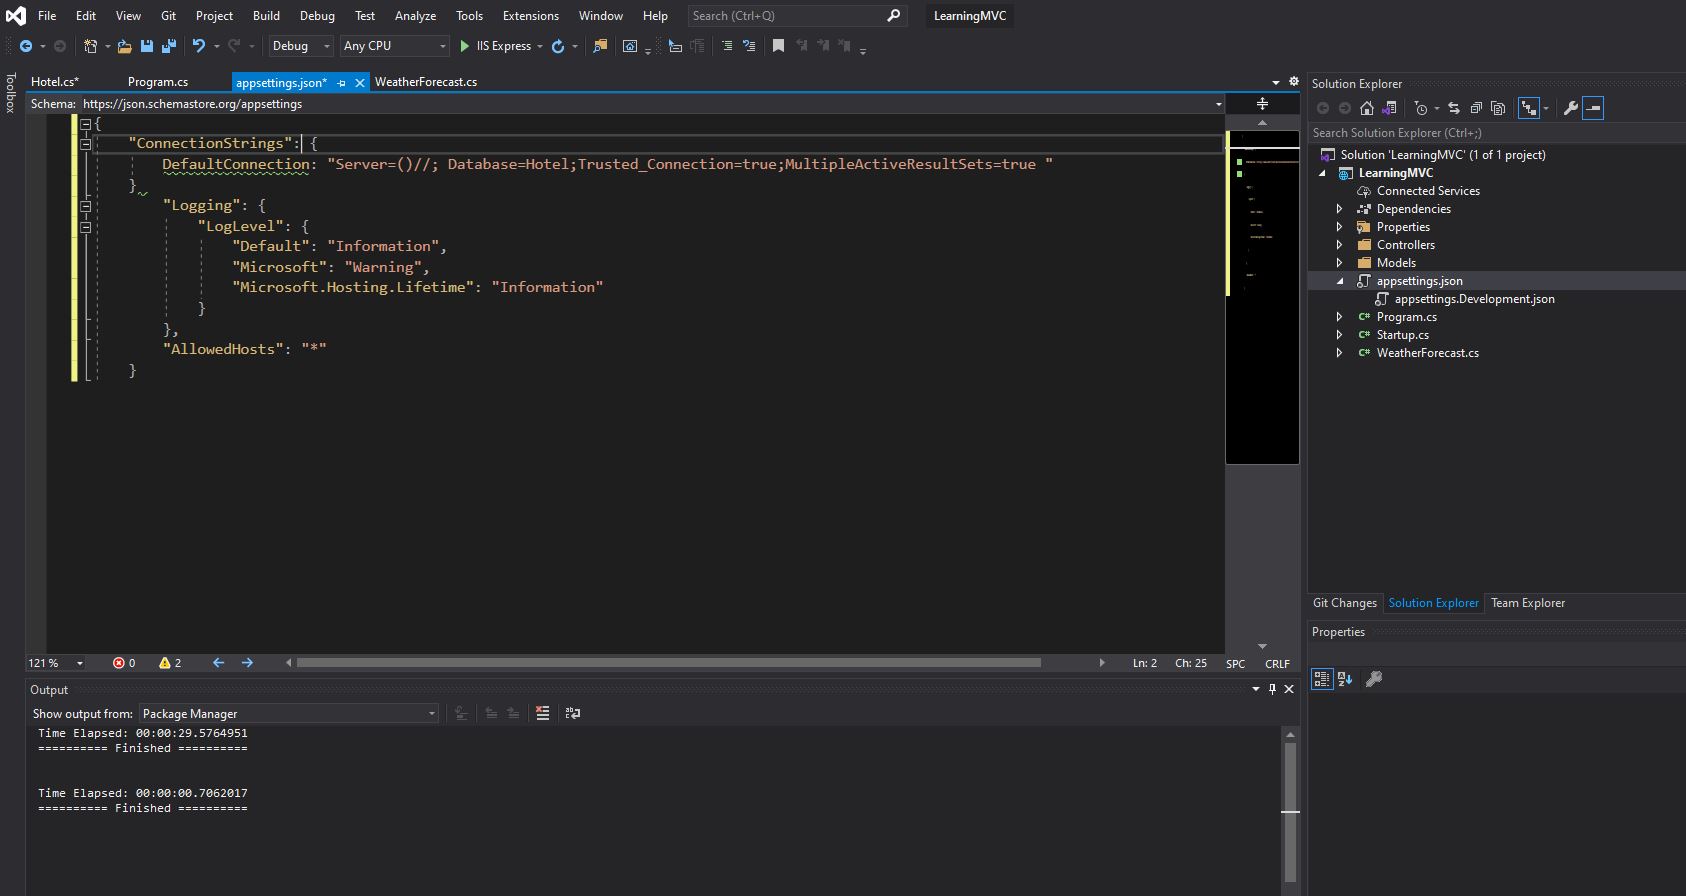 File Edit View Git Project Build Debug Test Analyze Tools Extensions Window Help Search (Ctrl+Q) LearningMVC
Debug Any CPU IIS Express
Toolbox
Hotel.cs* Program.cs appsettings.json* WeatherForecast.cs
Schema: https://json.schemastore.org/appsettings
{
"ConnectionStrings": {
DefaultConnection: "Server=()//; Database=Hotel;Trusted_Connection=true;MultipleActiveResultSets=true "
}
"Logging": {
"LogLevel": {
"Default": "Information",
"Microsoft": "Warning",
"Microsoft.Hosting.Lifetime": "Information"
}
},
"AllowedHosts": "*"
}
121 % 0 2 Ln: 2 Ch: 25 SPC CRLF
Output
Show output from: Package Manager
Time Elapsed: 00:00:29.5764951
========== Finished ==========
Time Elapsed: 00:00:00.7062017
========== Finished ==========
Solution Explorer
Search Solution Explorer (Ctrl+;)
Solution 'LearningMVC' (1 of 1 project)
LearningMVC
Connected Services
Dependencies
Properties
Controllers
Models
appsettings.json
appsettings.Development.json
C# Program.cs
C# Startup.cs
C# WeatherForecast.cs
Git Changes Solution Explorer Team Explorer
Properties